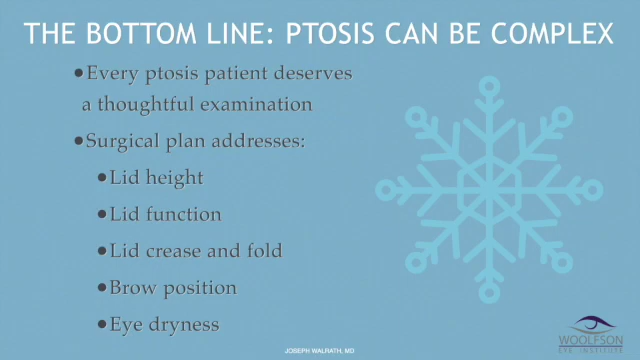 THE BOTTOM LINE: PTOSIS CAN BE COMPLEX
●Every ptosis patient deserves
a thoughtful examination
●Surgical plan addresses:
●Lid height
●Lid function
●Lid crease and fold
●Brow position
●Eye dryness
JOSEPH WALRATH, MD
WOOLFSON
EYE INSTITUTE